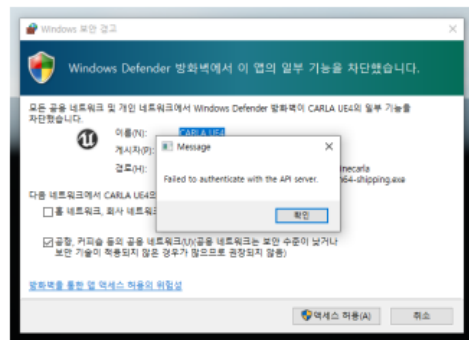 Windows 보안 경고
Windows Defender 방화벽에서 이 앱의 일부 기능을 차단했습니다.
모든 공용 네트워크 및 개인 네트워크에서 Windows Defender 방화벽이 CARLA UE4의 일부 기능을
차단했습니다.
이름(N): CARLA UE4
게시자(P):
경로(H): inecarla
64-shipping.exe
Message
Failed to authenticate with the API server.
확인
다음 네트워크에서 CARLA UE4
홈 네트워크, 회사 네트워
공항, 커피숍 등의 공용 네트워크(U)(공용 네트워크는 보안 수준이 낮거나
보안 기술이 적용되지 않은 경우가 많으므로 권장되지 않음)
방화벽을 통한 앱 액세스 허용의 위험성
액세스 허용(A)
취소